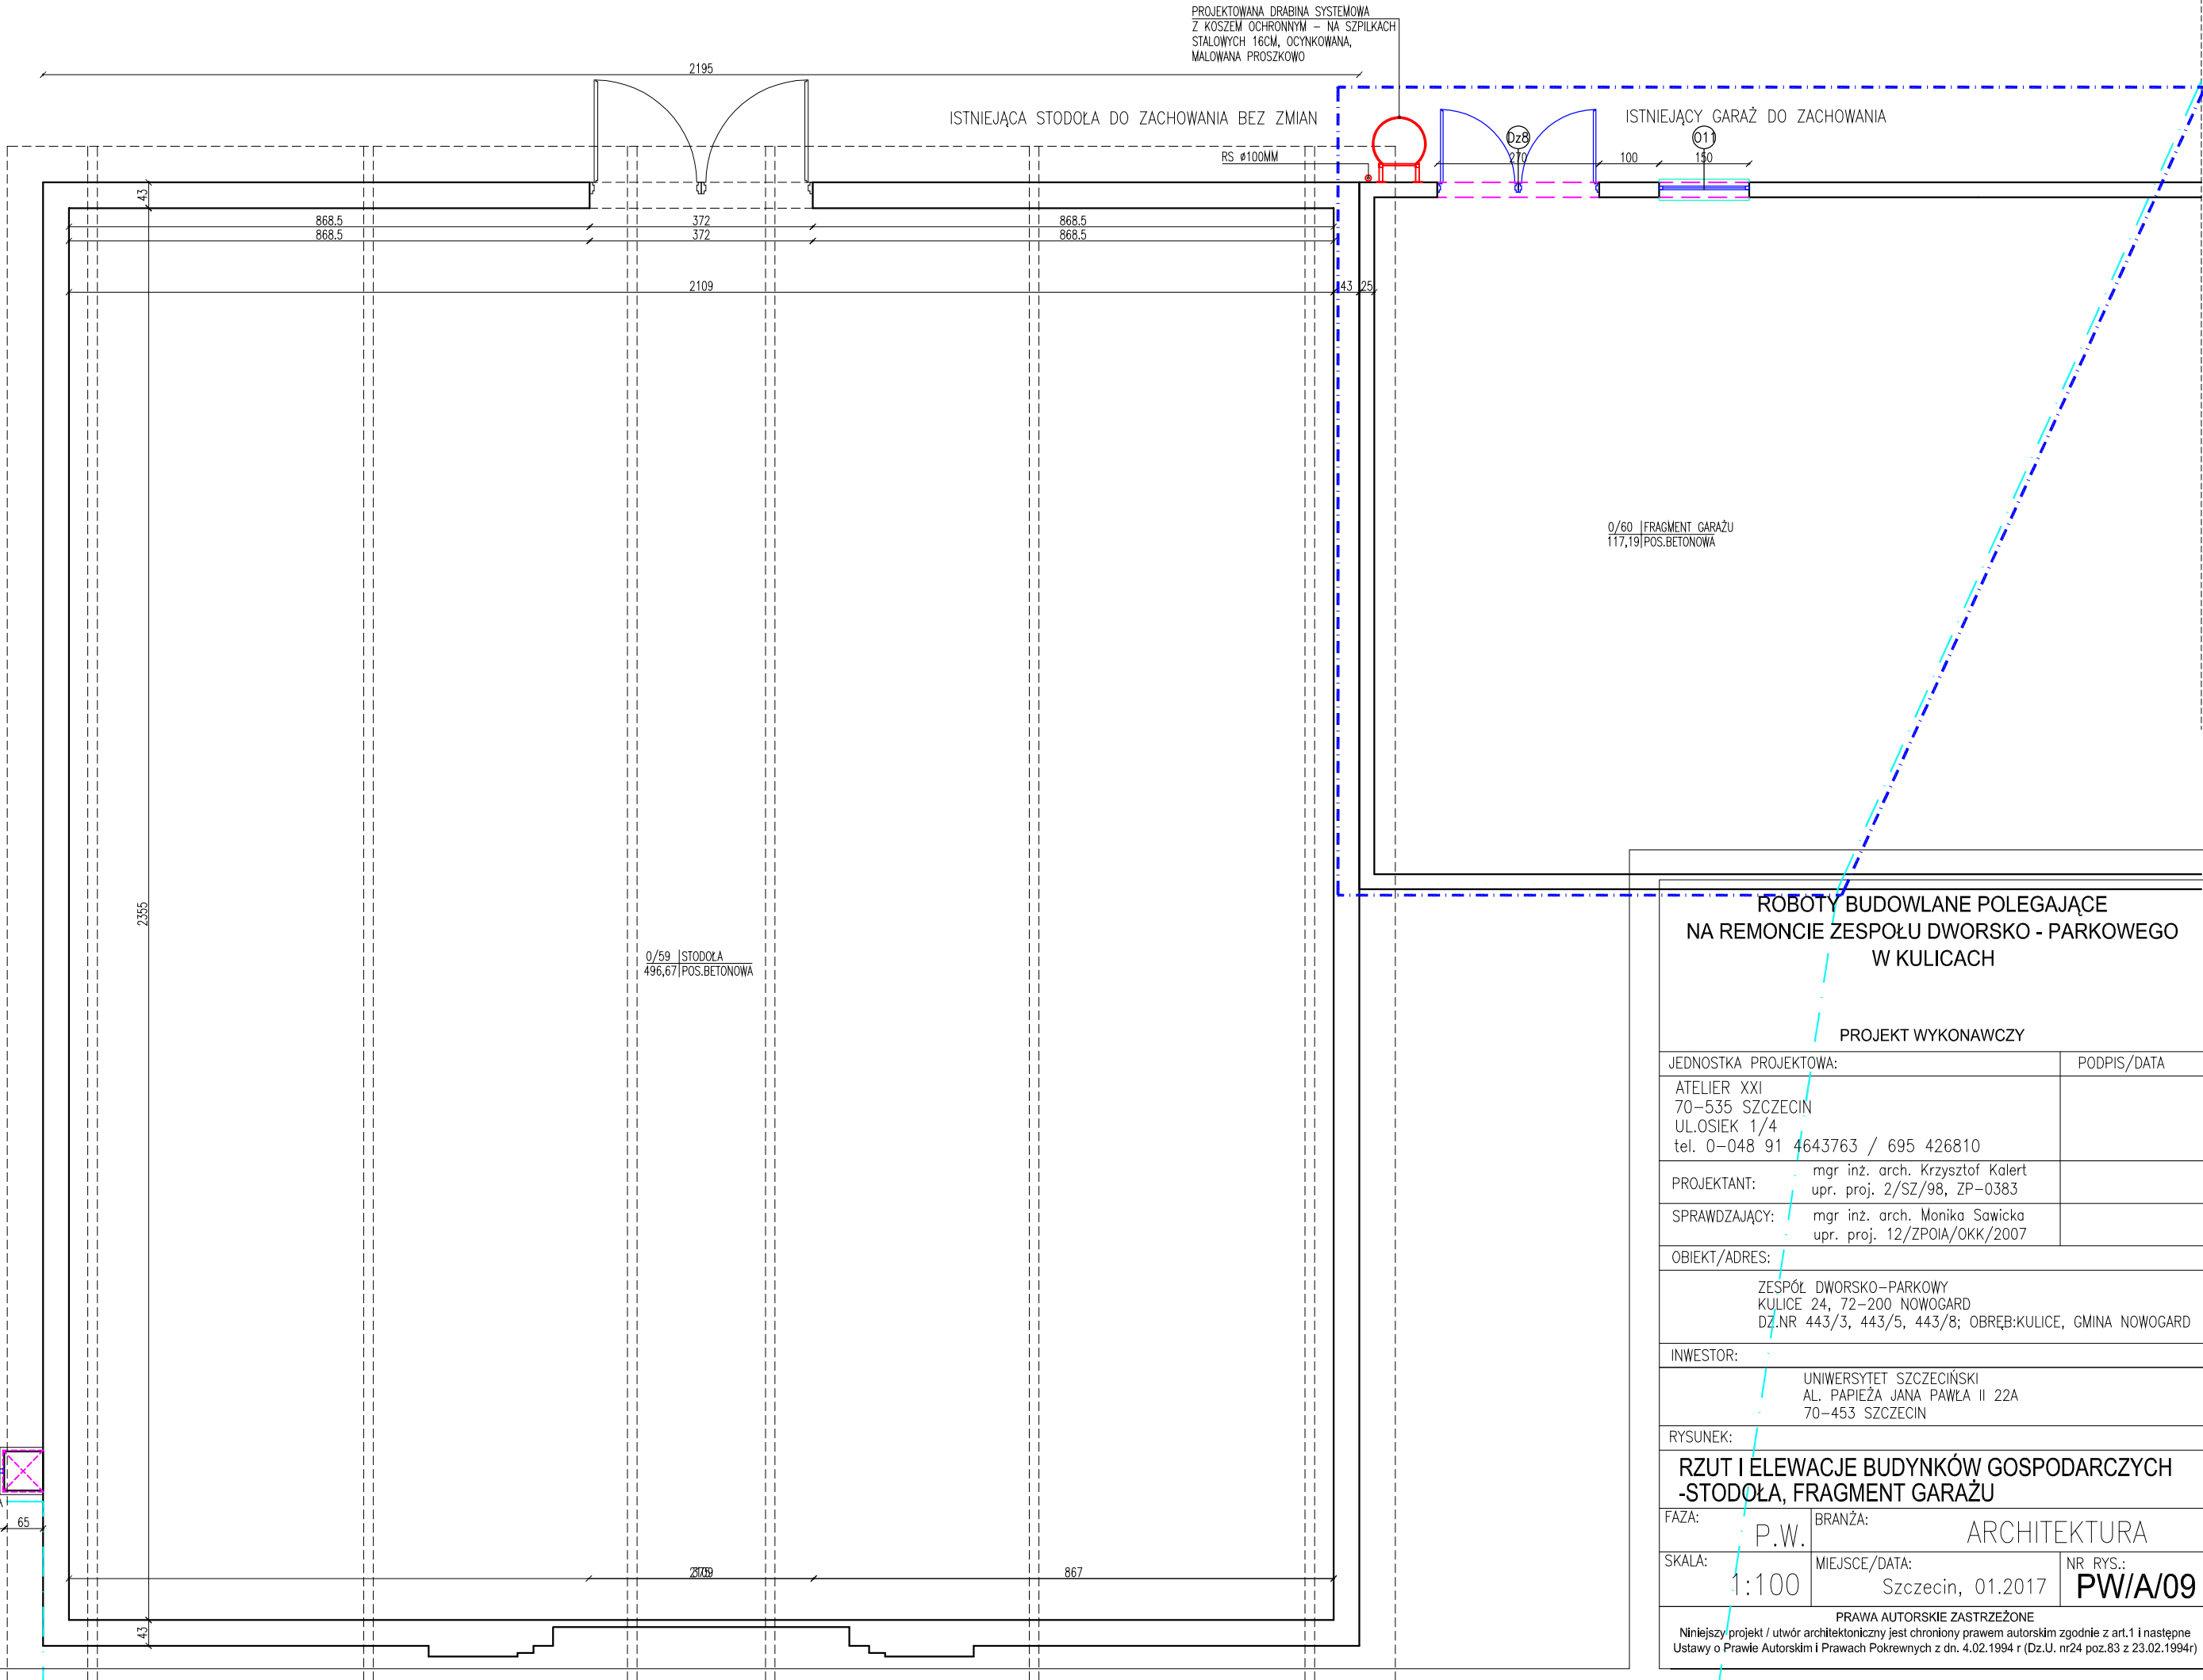 PROJEKTOWANA DRABINA SYSTEMOWA
Z KOSZEM OCHRONNYM - NA SZPILKACH
STALOWYCH 16CM, OCYNKOWANA,
MALOWANA PROSZKOWO
2195
ISTNIEJĄCA STODOŁA DO ZACHOWANIA BEZ ZMIAN
ISTNIEJĄCY GARAŻ DO ZACHOWANIA
RS ø100MM
Dz8
270
100
O11
150
43
868.5
372
868.5
868.5
372
868.5
2109
43
25
0/60 | FRAGMENT GARAŻU
117,19 | POS.BETONOWA
2355
0/59 | STODOŁA
496,67 | POS.BETONOWA
65
2109
867
43
ROBOTY BUDOWLANE POLEGAJĄCE
NA REMONCIE ZESPOŁU DWORSKO - PARKOWEGO
W KULICACH
PROJEKT WYKONAWCZY
JEDNOSTKA PROJEKTOWA:
PODPIS/DATA
ATELIER XXI
70-535 SZCZECIN
UL.OSIEK 1/4
tel. 0-048 91 4643763 / 695 426810
PROJEKTANT:
mgr inż. arch. Krzysztof Kalert
upr. proj. 2/SZ/98, ZP-0383
SPRAWDZAJĄCY:
mgr inż. arch. Monika Sawicka
upr. proj. 12/ZPOIA/OKK/2007
OBIEKT/ADRES:
ZESPÓŁ DWORSKO-PARKOWY
KULICE 24, 72-200 NOWOGARD
DZ.NR 443/3, 443/5, 443/8; OBRĘB:KULICE, GMINA NOWOGARD
INWESTOR:
UNIWERSYTET SZCZECIŃSKI
AL. PAPIEŻA JANA PAWŁA II 22A
70-453 SZCZECIN
RYSUNEK:
RZUT I ELEWACJE BUDYNKÓW GOSPODARCZYCH
-STODOŁA, FRAGMENT GARAŻU
FAZA:
P.W.
BRANŻA:
ARCHITEKTURA
SKALA:
1:100
MIEJSCE/DATA:
Szczecin, 01.2017
NR RYS.:
PW/A/09
PRAWA AUTORSKIE ZASTRZEŻONE
Niniejszy projekt / utwór architektoniczny jest chroniony prawem autorskim zgodnie z art.1 i następne
Ustawy o Prawie Autorskim i Prawach Pokrewnych z dn. 4.02.1994 r (Dz.U. nr24 poz.83 z 23.02.1994r)